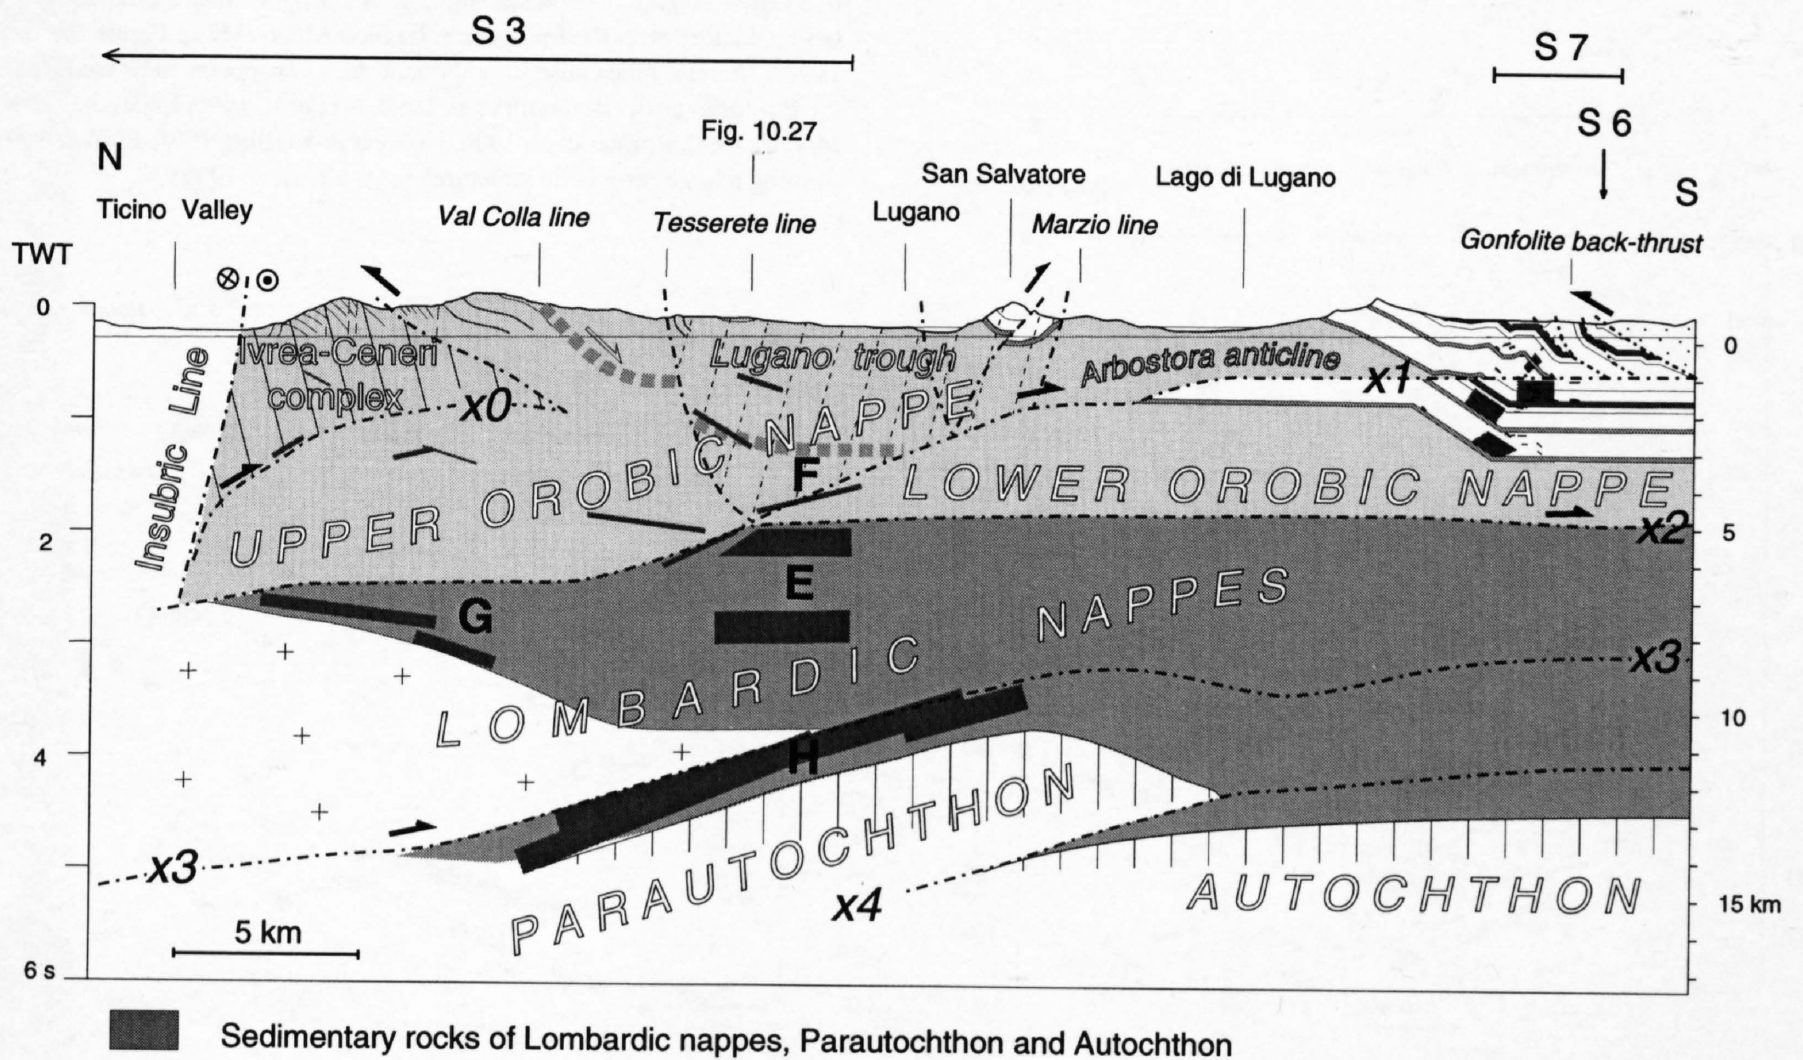 S 3
S 7
Fig. 10.27
S 6
N
San Salvatore
Lago di Lugano
S
Ticino Valley
Val Colla line
Tesserete line
Lugano
Marzio line
Gonfolite back-thrust
TWT
0
Insubric Line
Ivrea-Ceneri
complex
x0
Lugano trough
Arbostora anticline
x1
0
UPPER OROBIC NAPPE
F
LOWER OROBIC NAPPE
x2
5
2
G
E
LOMBARDIC NAPPES
x3
10
4
H
x3
PARAUTOCHTHON
x4
AUTOCHTHON
15 km
5 km
6 s
Sedimentary rocks of Lombardic nappes, Parautochthon and Autochthon